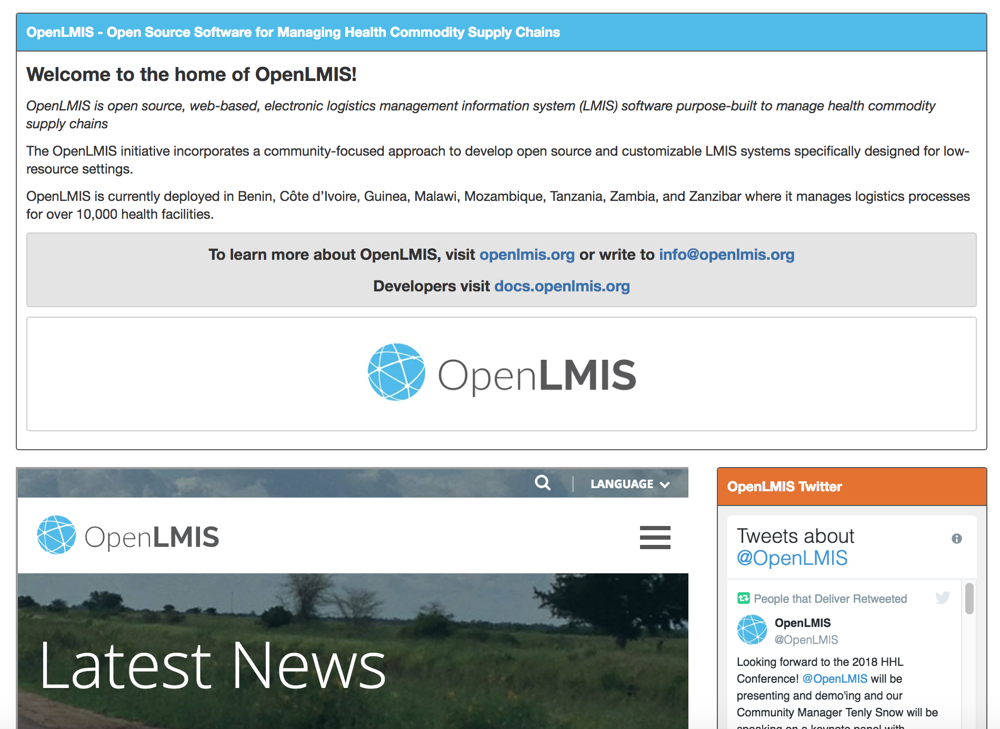 OpenLMIS - Open Source Software for Managing Health Commodity Supply Chains
Welcome to the home of OpenLMIS!
OpenLMIS is open source, web-based, electronic logistics management information system (LMIS) software purpose-built to manage health commodity
supply chains
The OpenLMIS initiative incorporates a community-focused approach to develop open source and customizable LMIS systems specifically designed for low-
resource settings.
OpenLMIS is currently deployed in Benin, Côte d’Ivoire, Guinea, Malawi, Mozambique, Tanzania, Zambia, and Zanzibar where it manages logistics processes
for over 10,000 health facilities.
To learn more about OpenLMIS, visit openlmis.org or write to info@openlmis.org
Developers visit docs.openlmis.org
OpenLMIS
LANGUAGE
OpenLMIS
Latest News
OpenLMIS Twitter
Tweets about
@OpenLMIS
People that Deliver Retweeted
OpenLMIS
@OpenLMIS
Looking forward to the 2018 HHL
Conference! @OpenLMIS will be
presenting and demo'ing and our
Community Manager Tenly Snow will be
speaking on a keynote panel with